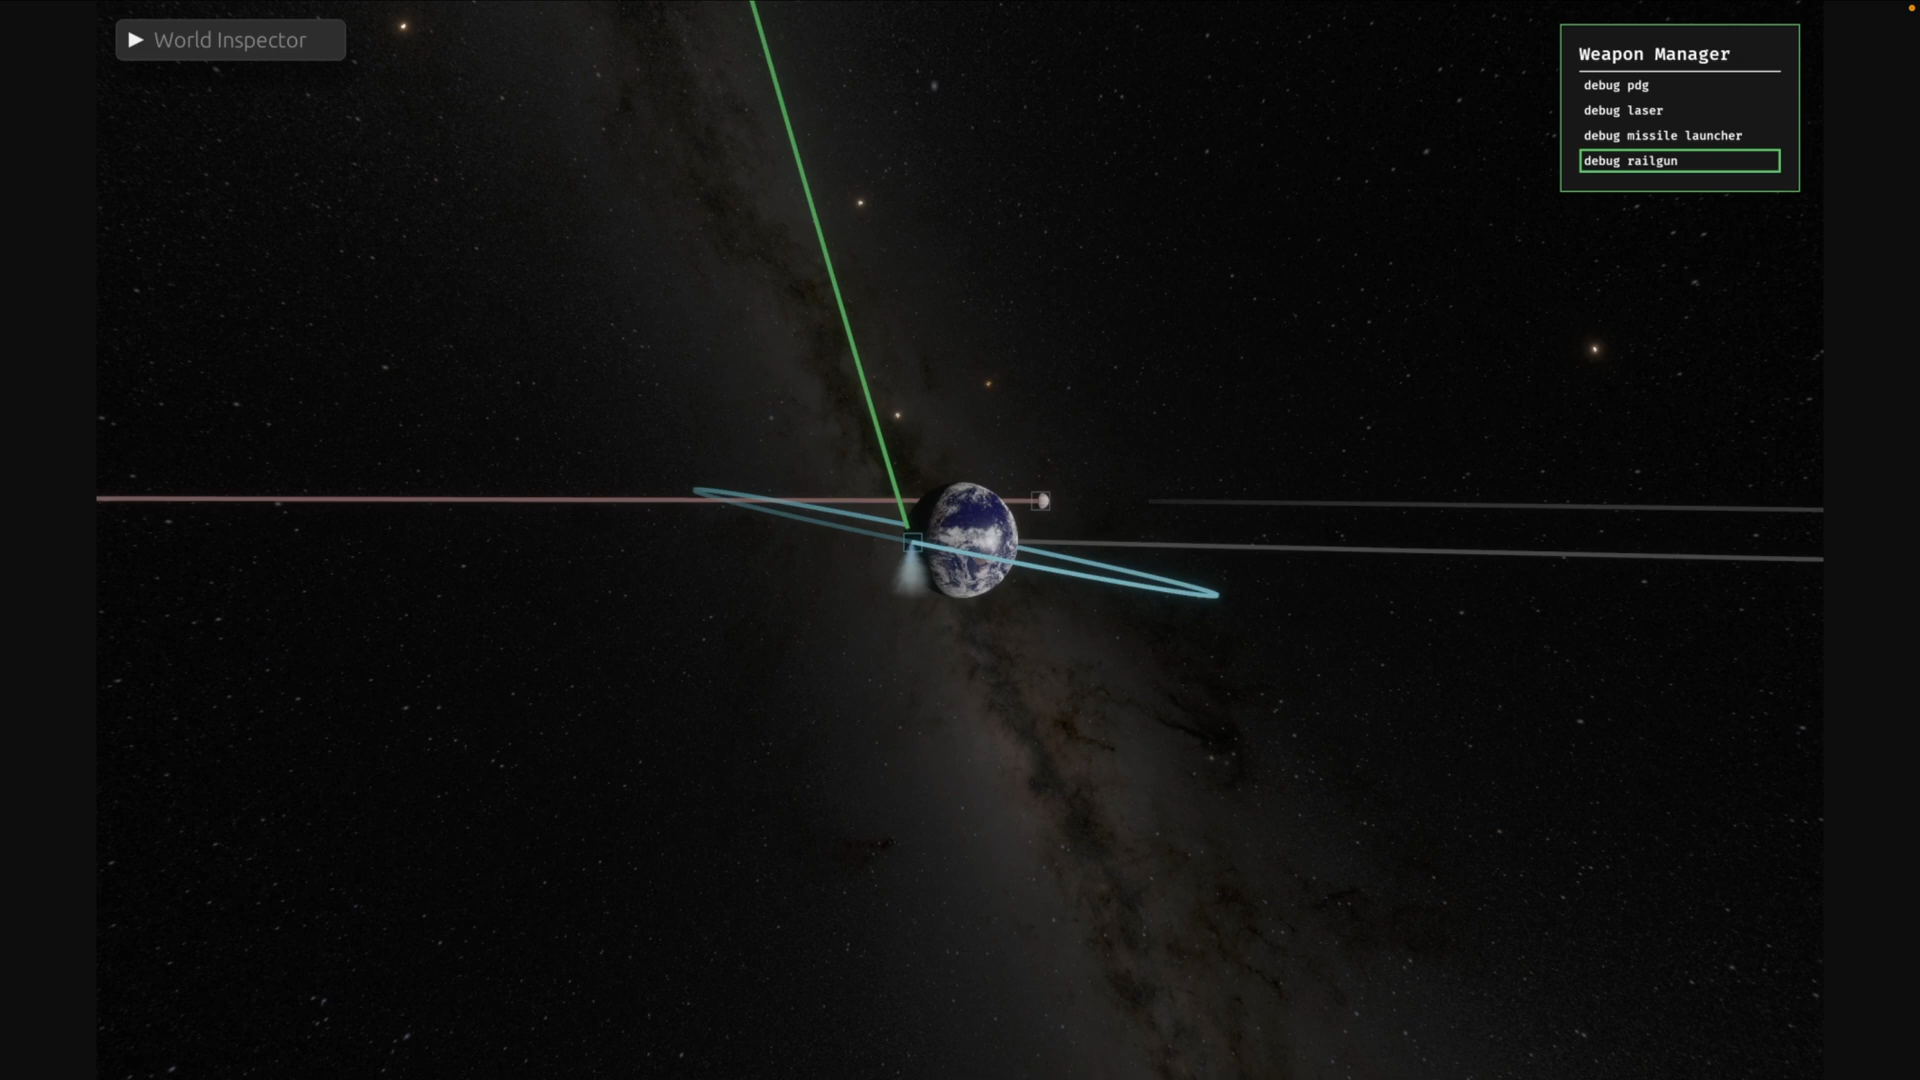 World Inspector
Weapon Manager
debug pdg
debug laser
debug missile launcher
debug railgun